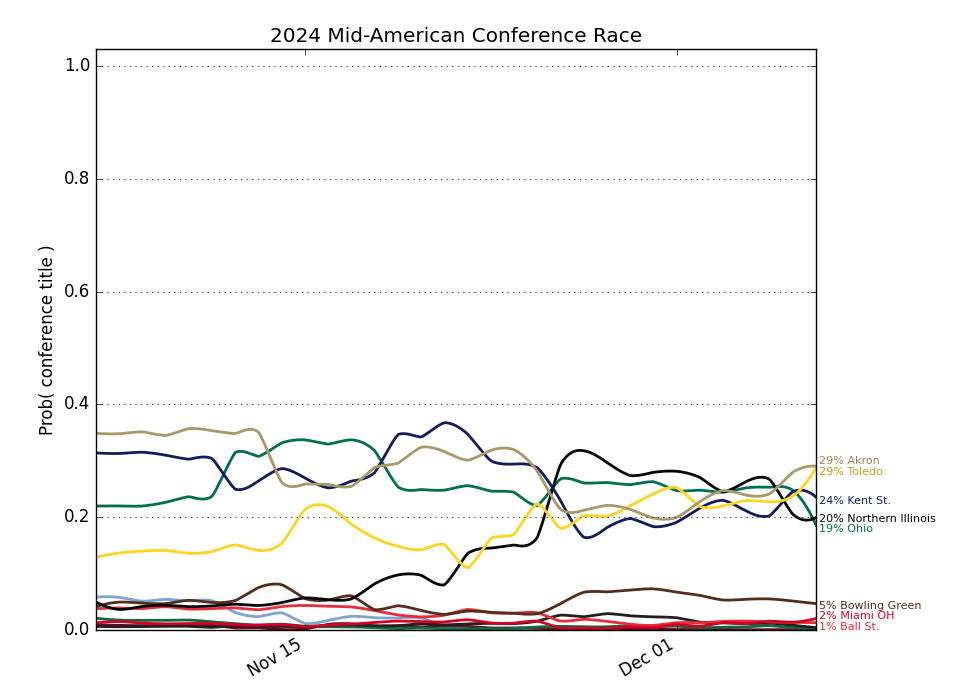 2024 Mid-American Conference Race
Prob( conference title )
1.0
0.8
0.6
0.4
0.2
0.0
Nov 15
Dec 01
29% Akron
29% Toledo
24% Kent St.
20% Northern Illinois
19% Ohio
5% Bowling Green
2% Miami OH
1% Ball St.